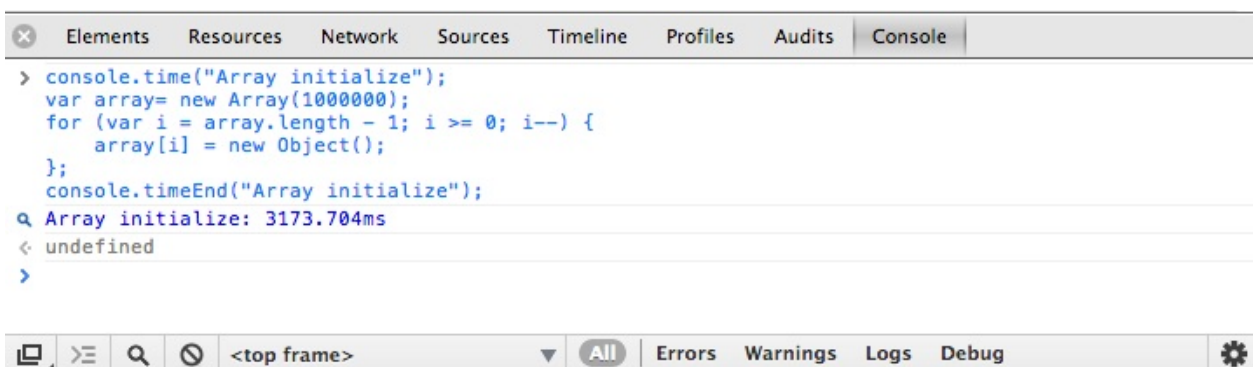 Elements Resources Network Sources Timeline Profiles Audits Console
> console.time("Array initialize");
var array= new Array(1000000);
for (var i = array.length - 1; i >= 0; i--) {
    array[i] = new Object();
};
console.timeEnd("Array initialize");
Array initialize: 3173.704ms
undefined
>
<top frame> ▼ All Errors Warnings Logs Debug